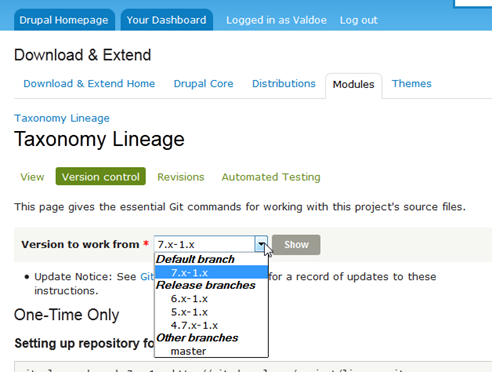 Drupal Homepage Your Dashboard Logged in as Valdoe Log out
Download & Extend
Download & Extend Home Drupal Core Distributions Modules Themes
Taxonomy Lineage
Taxonomy Lineage
View Version control Revisions Automated Testing
This page gives the essential Git commands for working with this project's source files.
Version to work from * 7.x-1.x Show
Default branch
7.x-1.x
Release branches
6.x-1.x
5.x-1.x
4.7.x-1.x
Other branches
master
Update Notice: See Git for a record of updates to these
instructions.
One-Time Only
Setting up repository fo